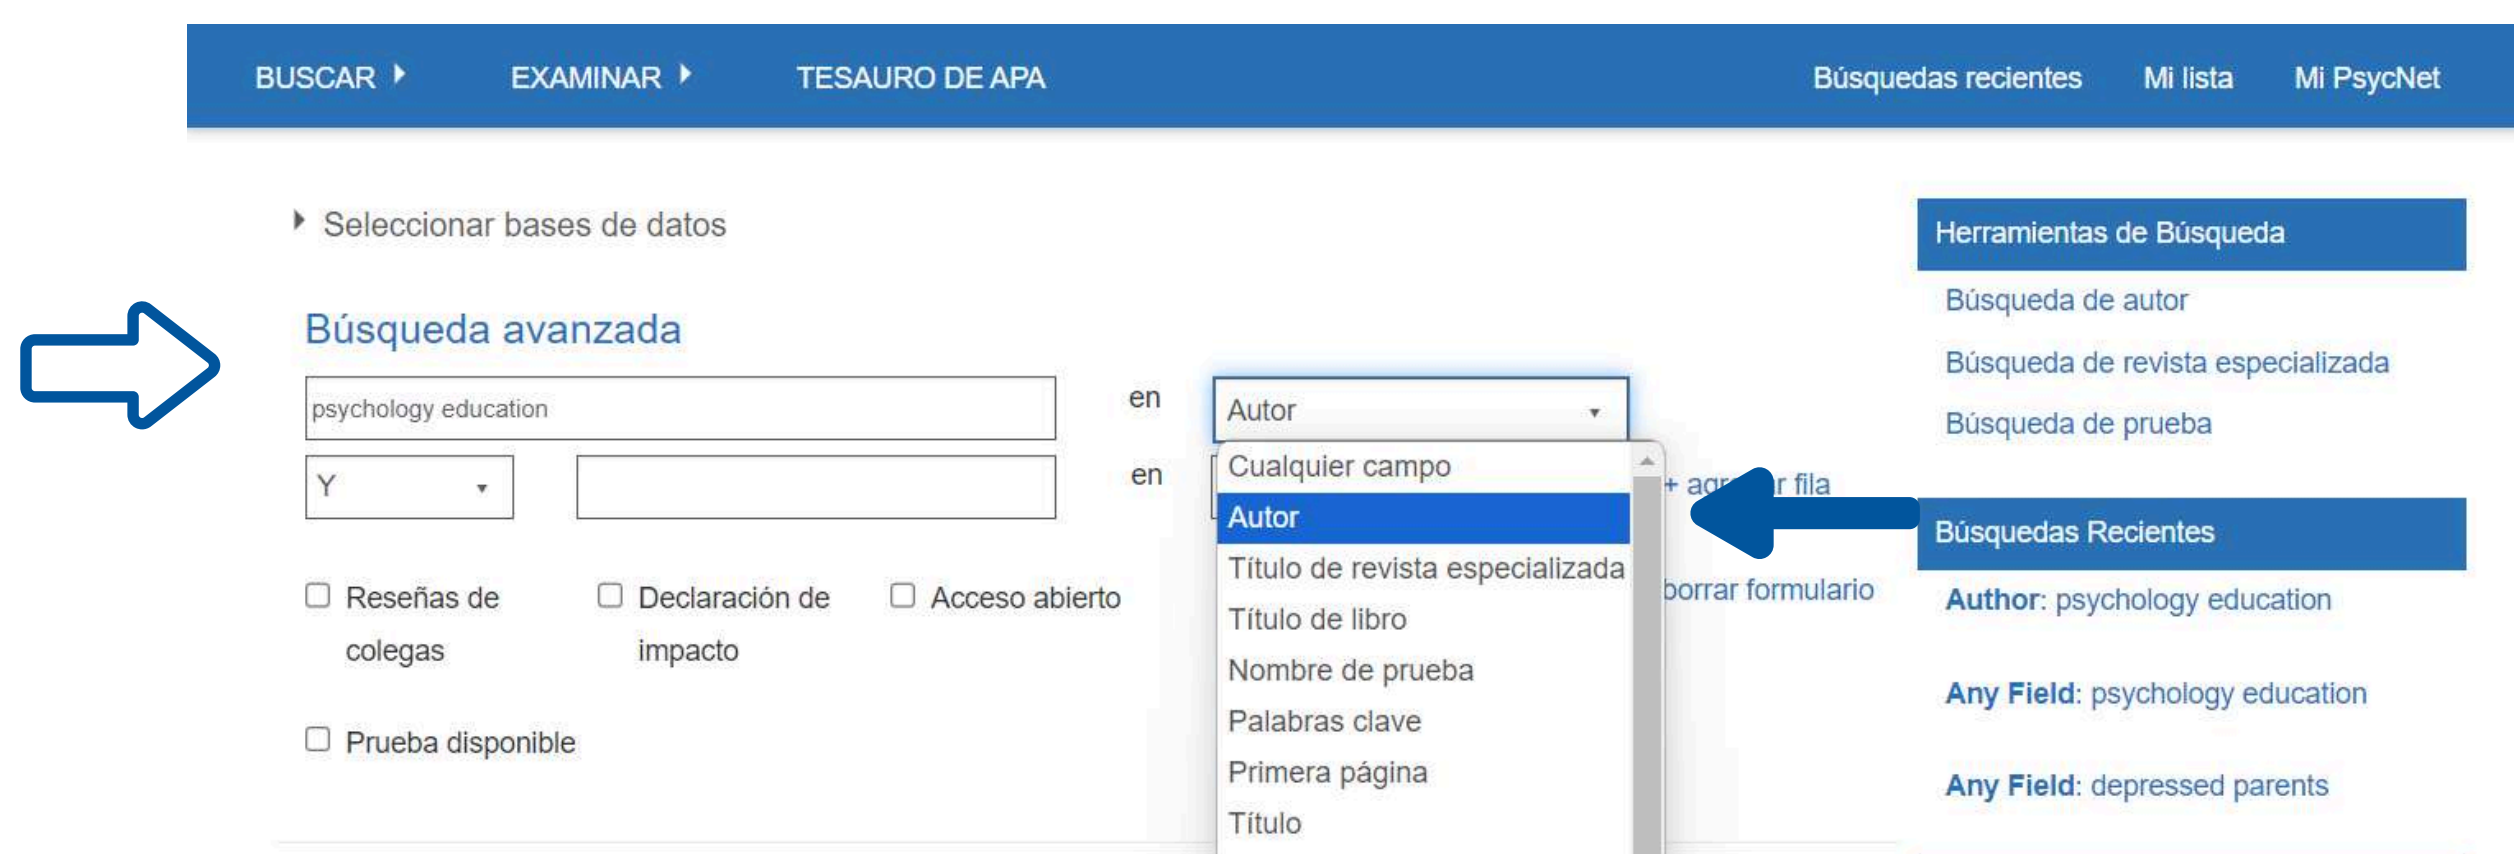 BUSCAR EXAMINAR TESAURO DE APA Búsquedas recientes Mi lista Mi PsycNet
Seleccionar bases de datos
Búsqueda avanzada
psychology education en Autor
Y en
Cualquier campo
Autor
Título de revista especializada
Título de libro
Nombre de prueba
Palabras clave
Primera página
Título
+ fila
borrar formulario
Reseñas de colegas
Declaración de impacto
Acceso abierto
Prueba disponible
Herramientas de Búsqueda
Búsqueda de autor
Búsqueda de revista especializada
Búsqueda de prueba
Búsquedas Recientes
Author: psychology education
Any Field: psychology education
Any Field: depressed parents